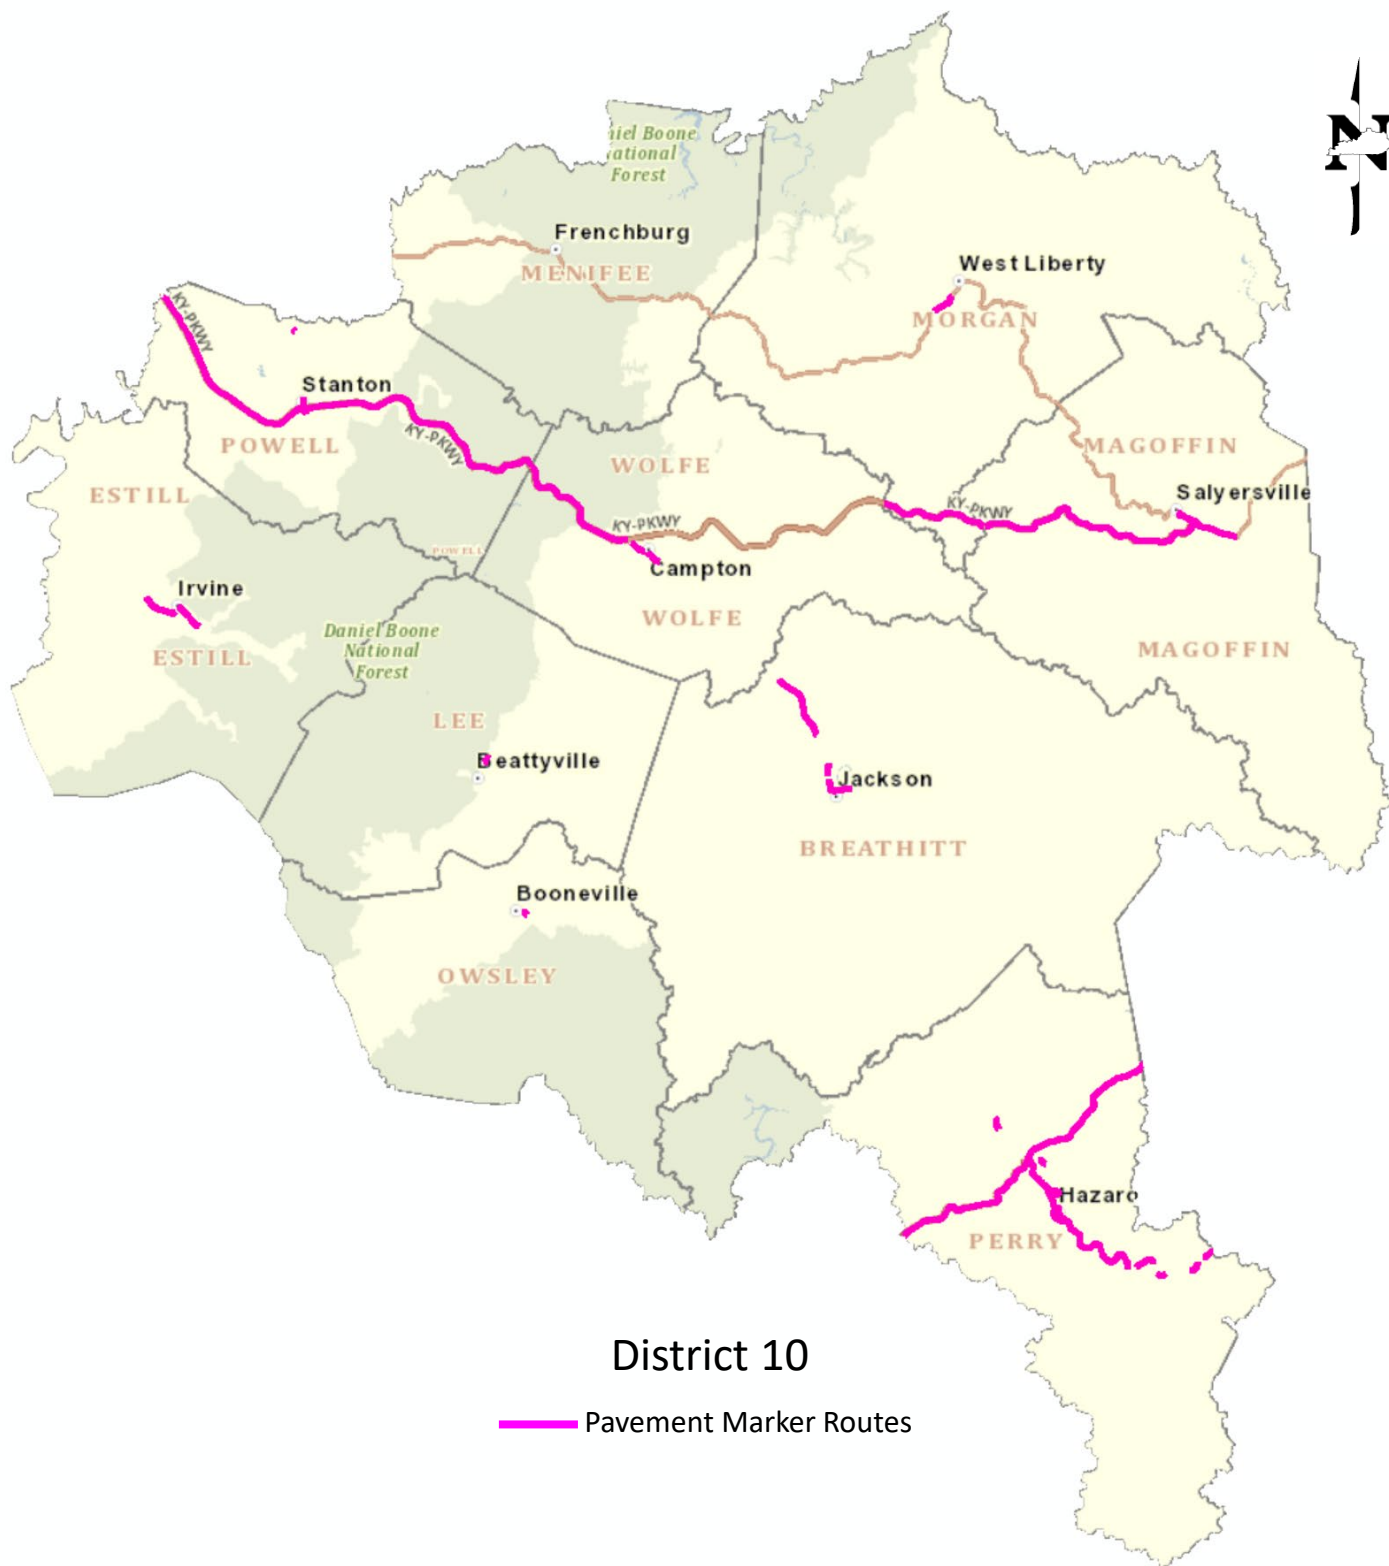 niel Boone
ational
Forest
N
Frenchburg
MENIFEE
West Liberty
MORGAN
KY-PKWY
Stanton
POWELL
KY-PKWY
WOLFE
MAGOFFIN
Salyersville
KY-PKWY
ESTILL
KY-PKWY
POWELL
Campton
Irvine
WOLFE
Daniel Boone
National
Forest
ESTILL
MAGOFFIN
LEE
Beattyville
Jackson
BREATHITT
Booneville
OWSLEY
Hazard
PERRY
District 10
Pavement Marker Routes